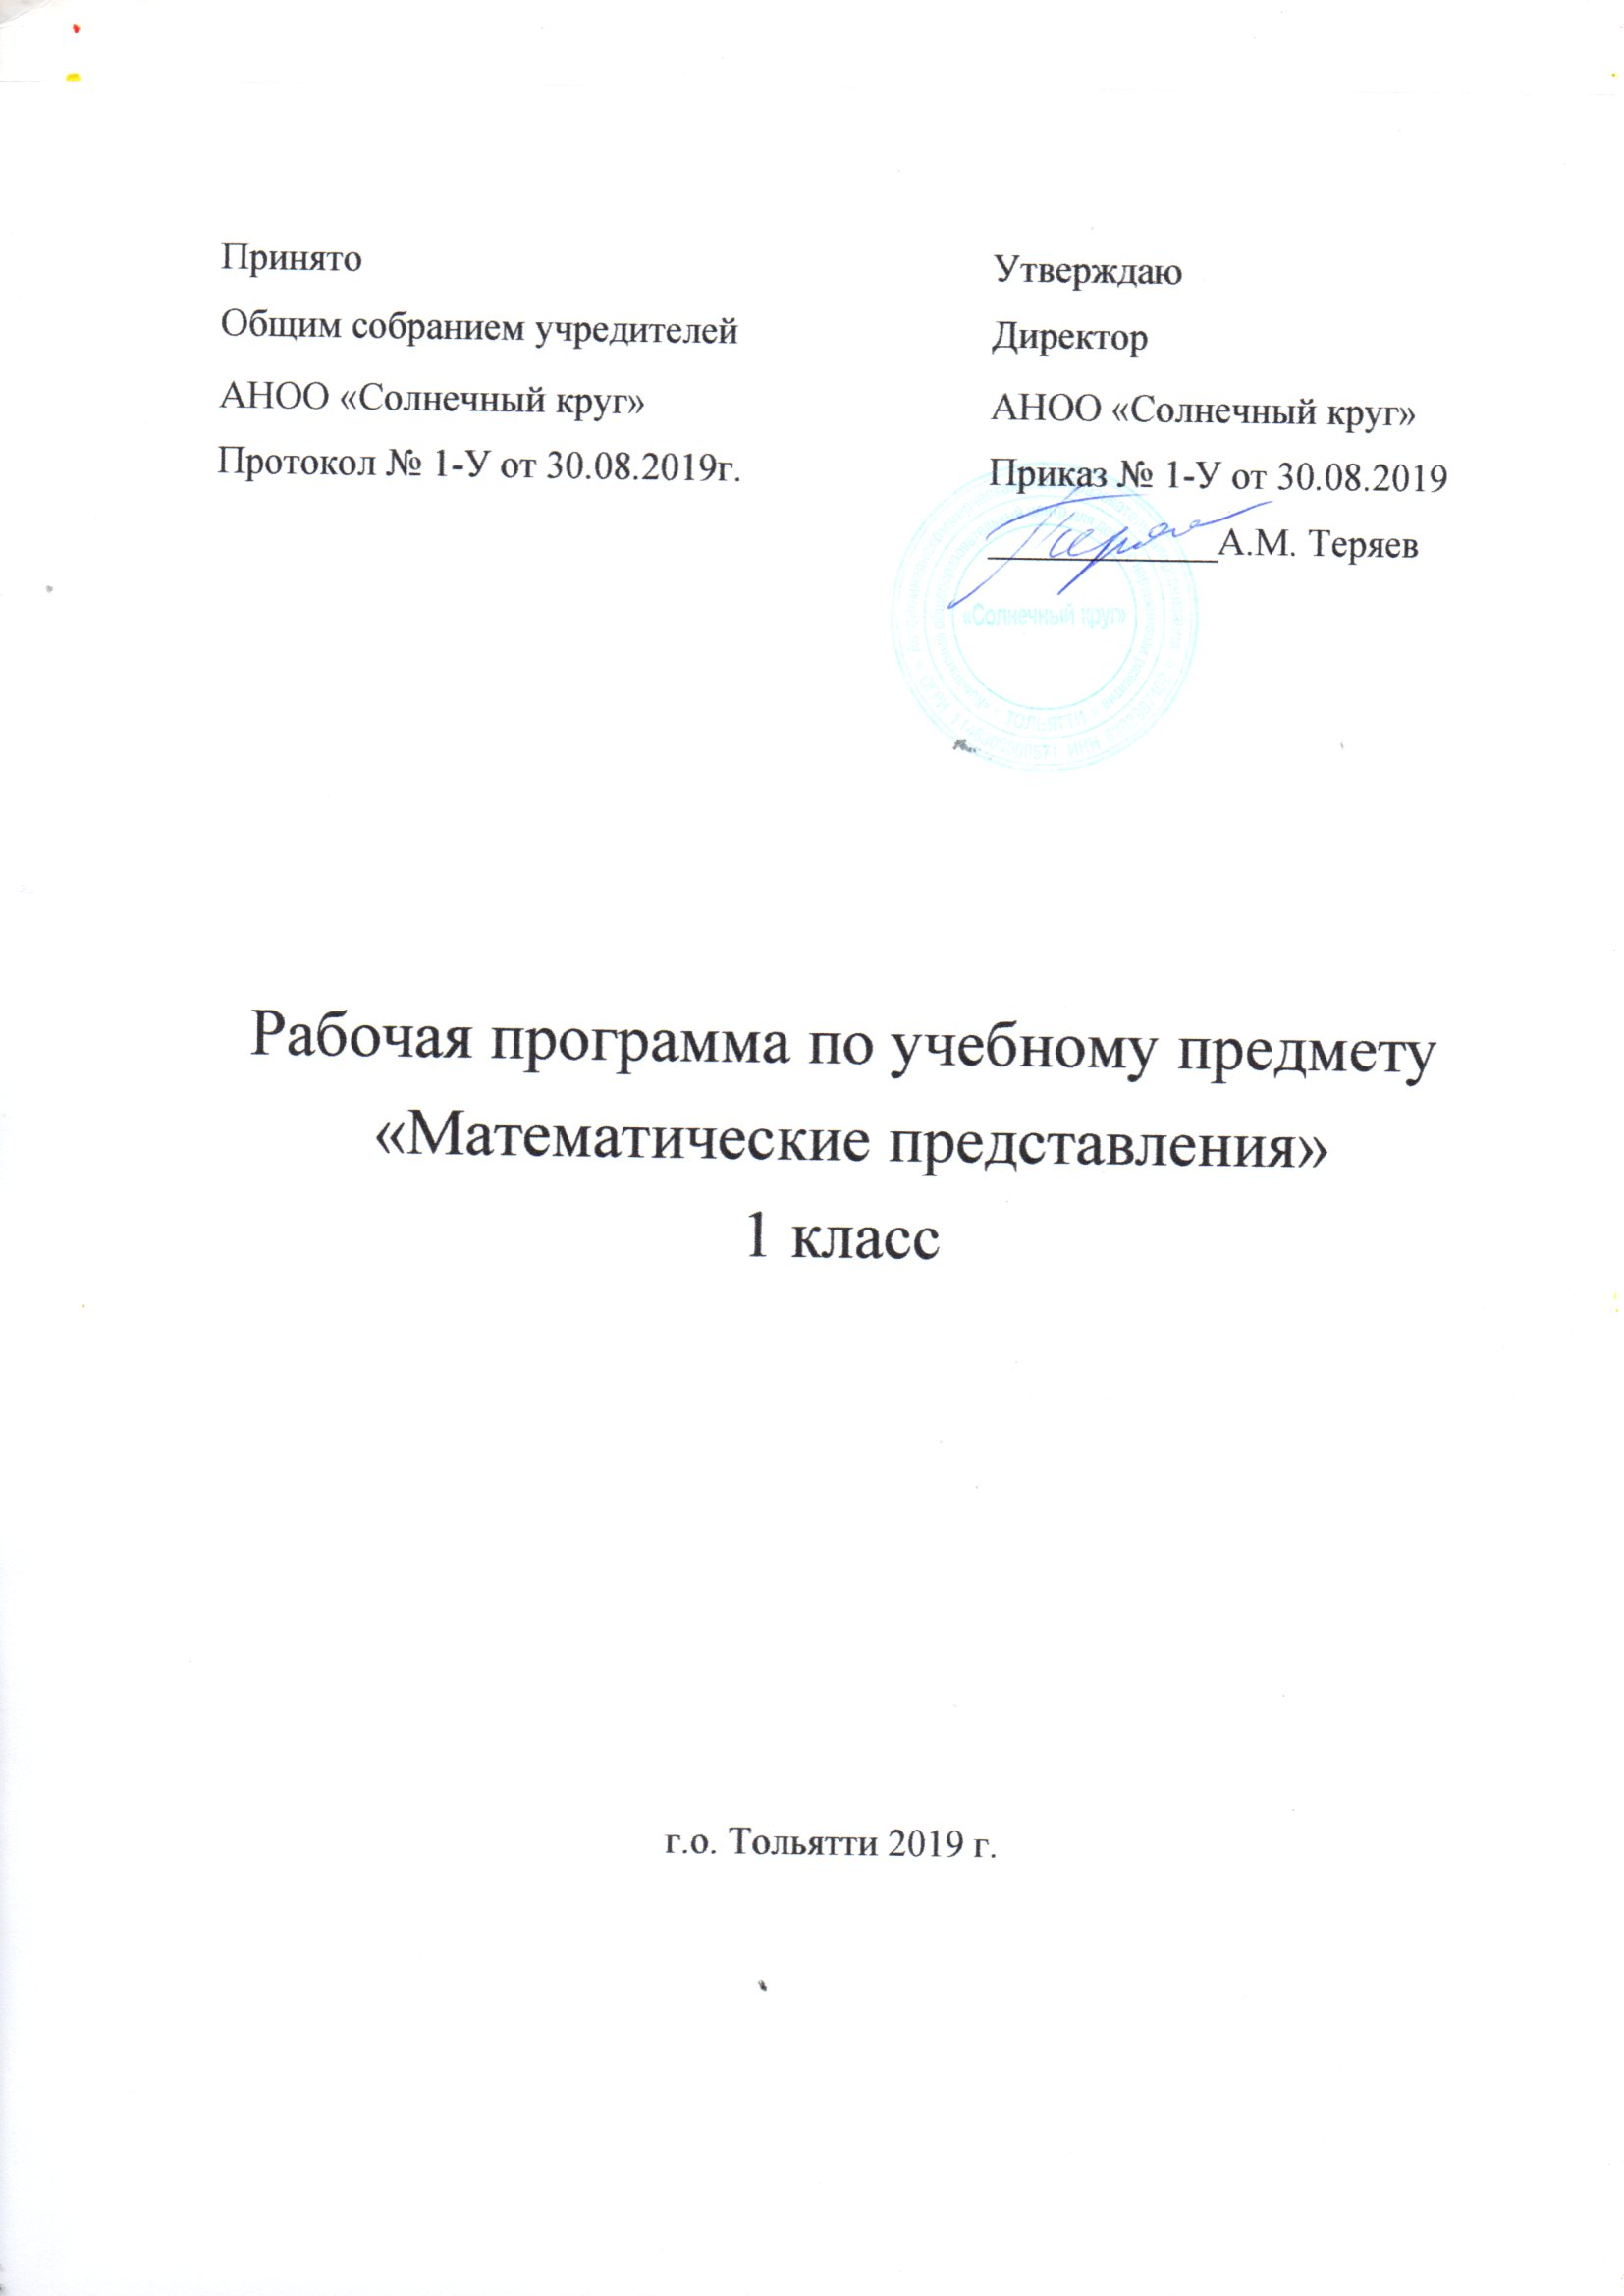 Принято
Общим собранием учредителей
АНОО «Солнечный круг»
Протокол № 1-У от 30.08.2019г.
Утверждаю
Директор
АНОО «Солнечный круг»
Приказ № 1-У от 30.08.2019
А.М. Теряев
«Солнечный круг»
ТОЛЬЯТТИ
Рабочая программа по учебному предмету
«Математические представления»
1 класс
г.о. Тольятти 2019 г.